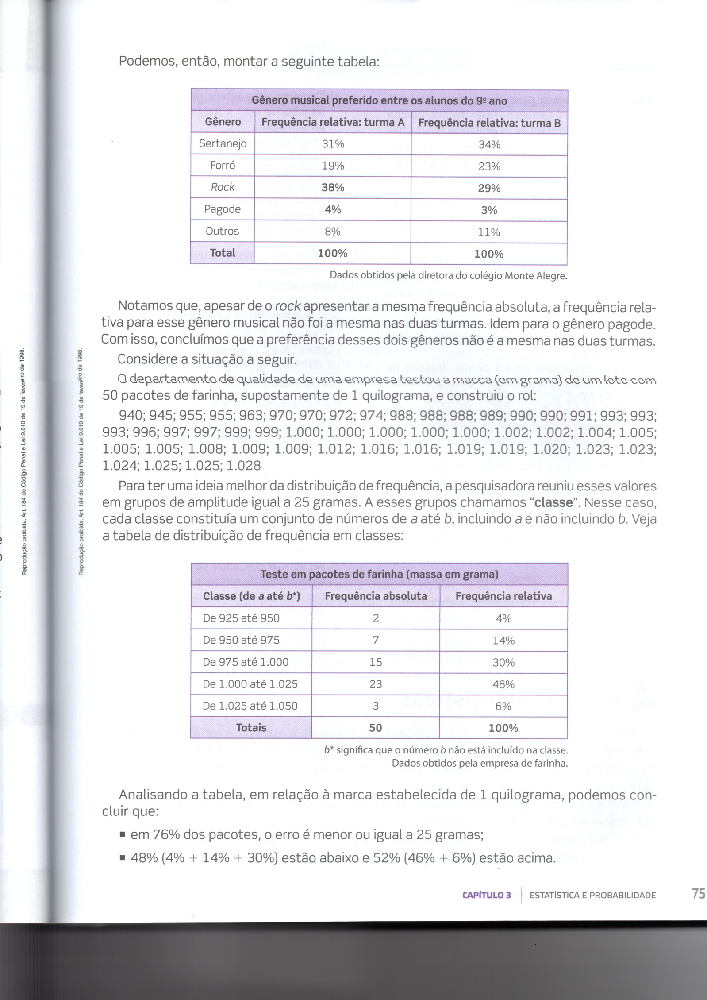 Podemos, então, montar a seguinte tabela:
Gênero musical preferido entre os alunos do 9º ano
Gênero Frequência relativa: turma A Frequência relativa: turma B
Sertanejo 31% 34%
Forró 19% 23%
Rock 38% 29%
Pagode 4% 3%
Outros 8% 11%
Total 100% 100%
Dados obtidos pela diretora do colégio Monte Alegre.
Notamos que, apesar de o rock apresentar a mesma frequência absoluta, a frequência rela-
tiva para esse gênero musical não foi a mesma nas duas turmas. Idem para o gênero pagode.
Com isso, concluímos que a preferência desses dois gêneros não é a mesma nas duas turmas.
Considere a situação a seguir.
O departamento de qualidade de uma empresa testou a massa (em grama) de um lote com
50 pacotes de farinha, supostamente de 1 quilograma, e construiu o rol:
940; 945; 955; 955; 963; 970; 970; 972; 974; 988; 988; 988; 989; 990; 990; 991; 993; 993;
993; 996; 997; 997; 999; 999; 1.000; 1.000; 1.000; 1.000; 1.000; 1.002; 1.002; 1.004; 1.005;
1.005; 1.005; 1.008; 1.009; 1.009; 1.012; 1.016; 1.016; 1.019; 1.019; 1.020; 1.023; 1.023;
1.024; 1.025; 1.025; 1.028
Para ter uma ideia melhor da distribuição de frequência, a pesquisadora reuniu esses valores
em grupos de amplitude igual a 25 gramas. A esses grupos chamamos “classe”. Nesse caso,
cada classe constituía um conjunto de números de a até b, incluindo a e não incluindo b. Veja
a tabela de distribuição de frequência em classes:
Teste em pacotes de farinha (massa em grama)
Classe (de a até b*) Frequência absoluta Frequência relativa
De 925 até 950 2 4%
De 950 até 975 7 14%
De 975 até 1.000 15 30%
De 1.000 até 1.025 23 46%
De 1.025 até 1.050 3 6%
Totais 50 100%
b* significa que o número b não está incluído na classe.
Dados obtidos pela empresa de farinha.
Analisando a tabela, em relação à marca estabelecida de 1 quilograma, podemos con-
cluir que:
▪ em 76% dos pacotes, o erro é menor ou igual a 25 gramas;
▪ 48% (4% + 14% + 30%) estão abaixo e 52% (46% + 6%) estão acima.
CAPÍTULO 3 ESTATÍSTICA E PROBABILIDADE 75
Reprodução proibida. Art. 184 do Código Penal e Lei 9.610 de 19 de fevereiro de 1998.
Reprodução proibida. Art. 184 do Código Penal e Lei 9.610 de 19 de fevereiro de 1998.